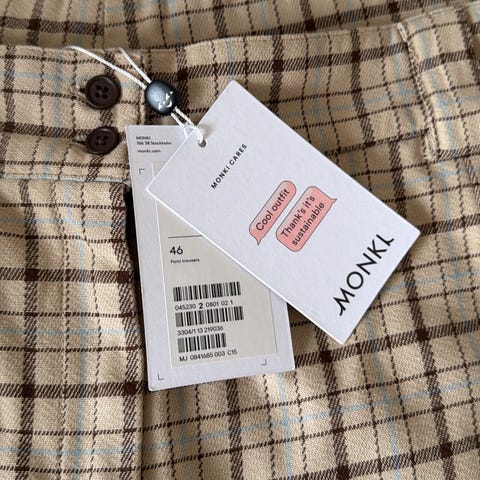 MONKI
106 38 Stockholm
monki.com
46
Patti trousers
045230 2 0801 02 1
3304/1 13 219036
MJ 0841685 003 C15
MONKI CARES
Cool outfit
Thank's it's
sustainable
MONKI